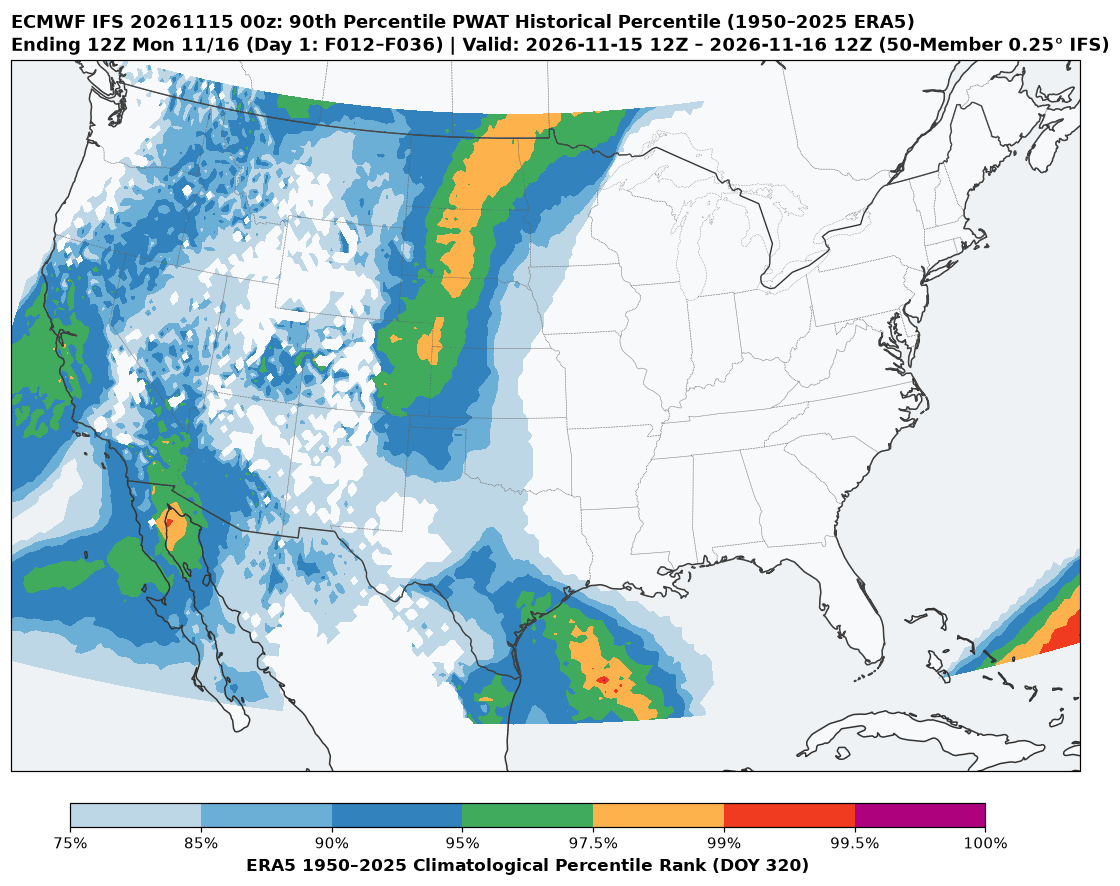 ECMWF IFS 20261115 00z: 90th Percentile PWAT Historical Percentile (1950–2025 ERA5)
Ending 12Z Mon 11/16 (Day 1: F012–F036) | Valid: 2026-11-15 12Z – 2026-11-16 12Z (50-Member 0.25° IFS)
75% 85% 90% 95% 97.5% 99% 99.5% 100%
ERA5 1950–2025 Climatological Percentile Rank (DOY 320)